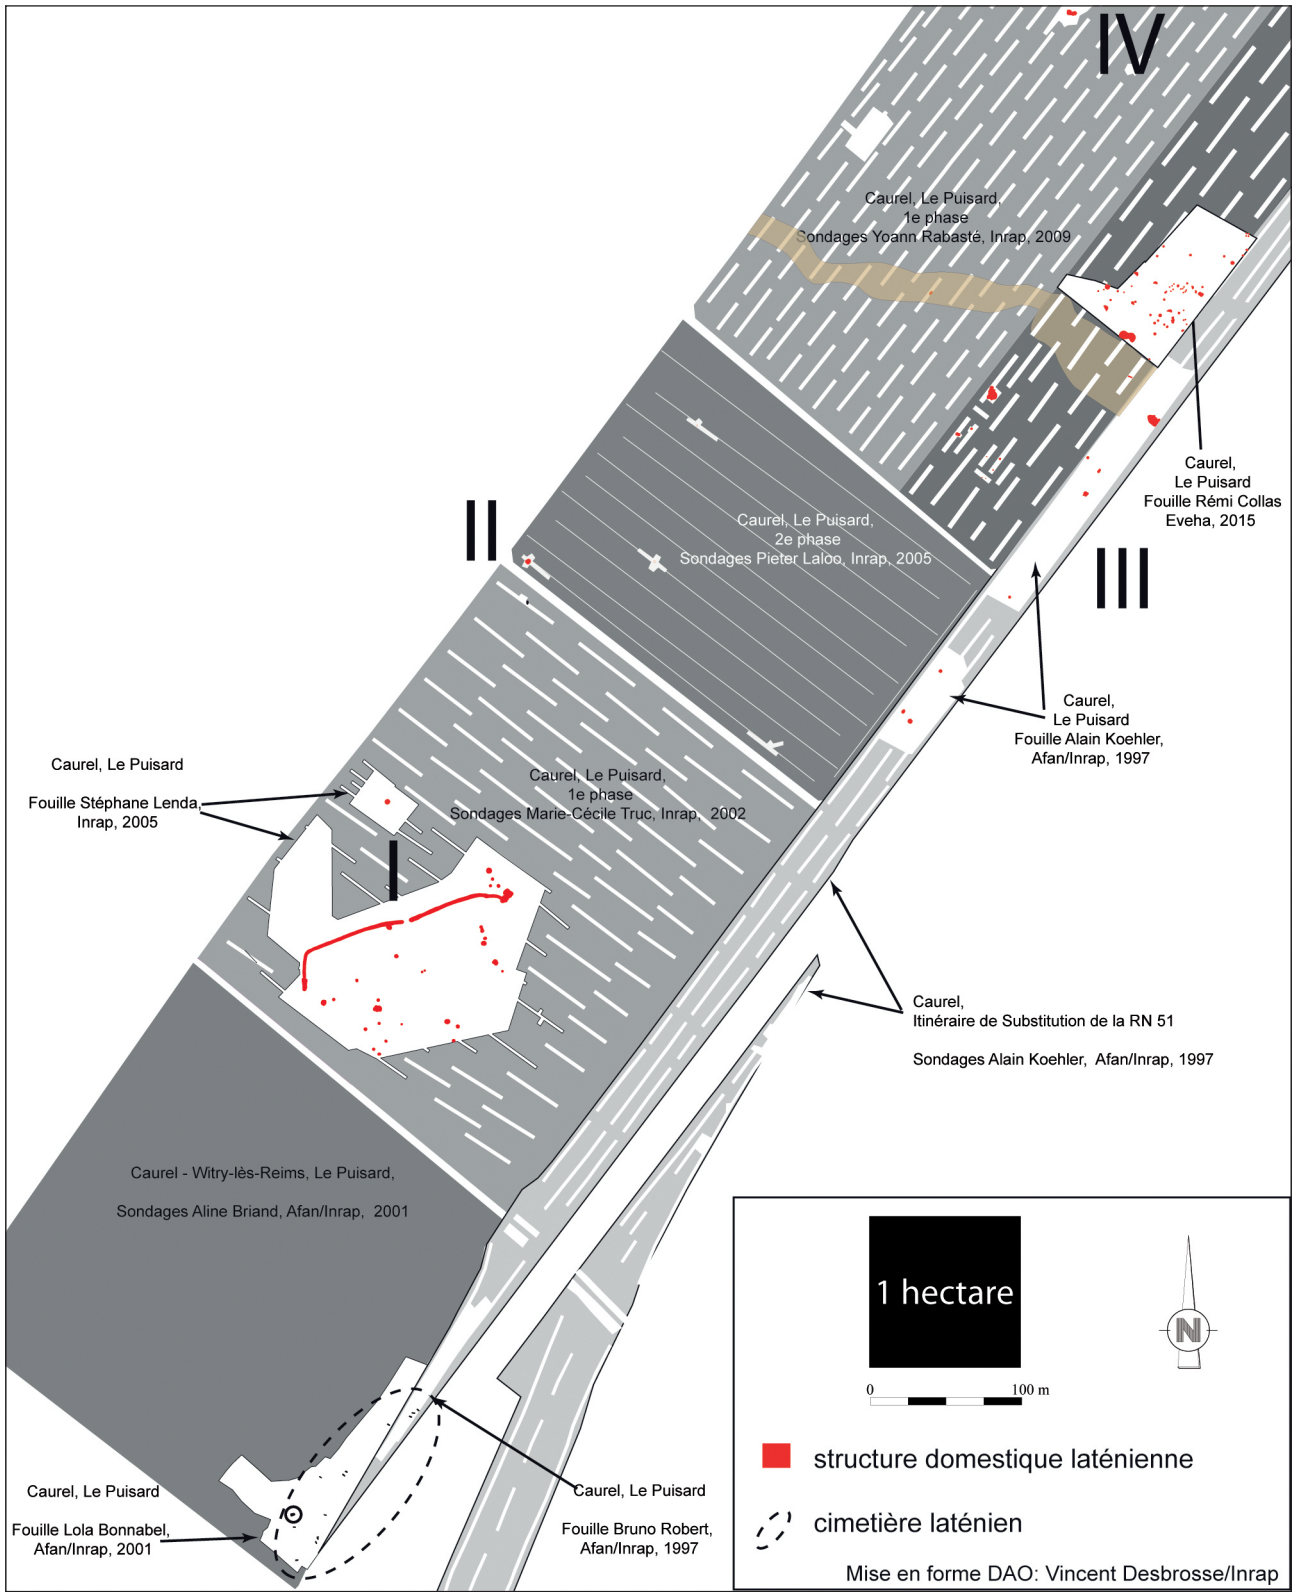 IV
Caurel, Le Puisard,
1e phase
Sondages Yoann Rabasté, Inrap, 2009
Caurel,
Le Puisard
Fouille Rémi Collas
Eveha, 2015
II
Caurel, Le Puisard,
2e phase
Sondages Pieter Laloo, Inrap, 2005
III
Caurel,
Le Puisard
Fouille Alain Koehler,
Afan/Inrap, 1997
Caurel, Le Puisard
Fouille Stéphane Lenda,
Inrap, 2005
Caurel, Le Puisard,
1e phase
Sondages Marie-Cécile Truc, Inrap, 2002
I
Caurel,
Itinéraire de Substitution de la RN 51
Sondages Alain Koehler, Afan/Inrap, 1997
Caurel - Witry-lès-Reims, Le Puisard,
Sondages Aline Briand, Afan/Inrap, 2001
Caurel, Le Puisard
Fouille Lola Bonnabel,
Afan/Inrap, 2001
Caurel, Le Puisard
Fouille Bruno Robert,
Afan/Inrap, 1997
1 hectare
N
0 100 m
structure domestique laténienne
cimetière laténien
Mise en forme DAO: Vincent Desbrosse/Inrap